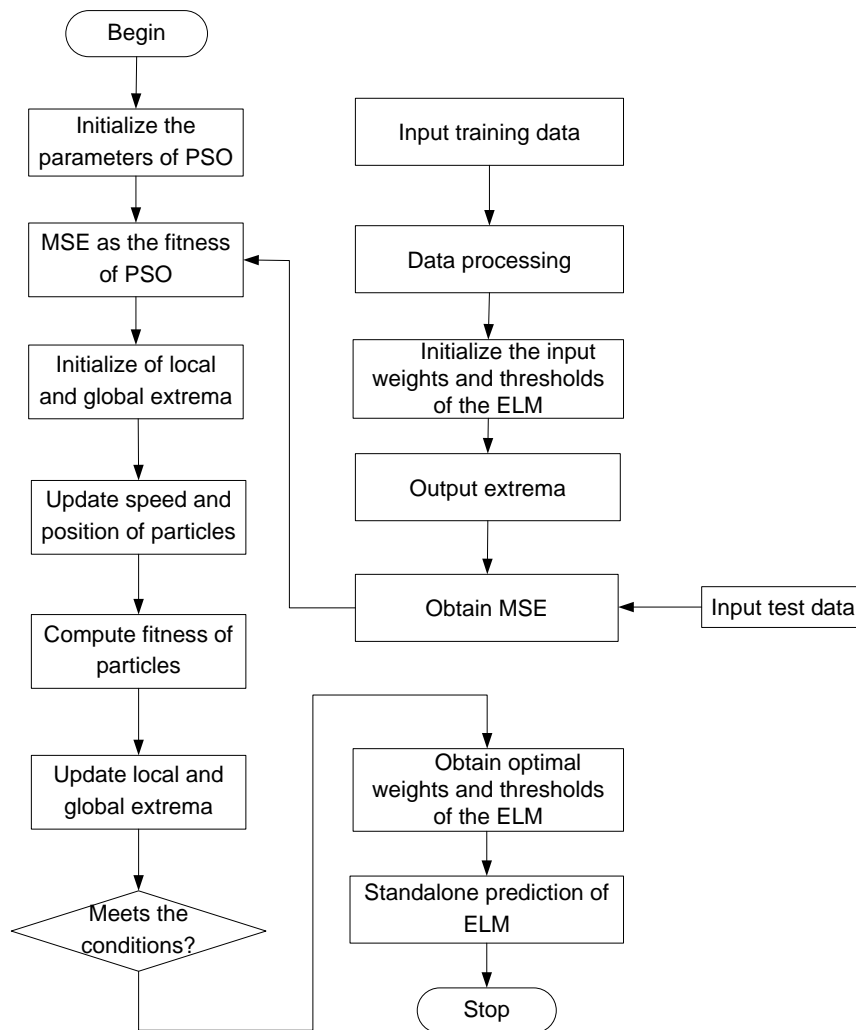 Begin
Initialize the
parameters of PSO
MSE as the fitness
of PSO
Initialize of local
and global extrema
Update speed and
position of particles
Compute fitness of
particles
Update local and
global extrema
Meets the
conditions?
Input training data
Data processing
Initialize the input
weights and thresholds
of the ELM
Output extrema
Obtain MSE
Input test data
Obtain optimal
weights and thresholds
of the ELM
Standalone prediction of
ELM
Stop